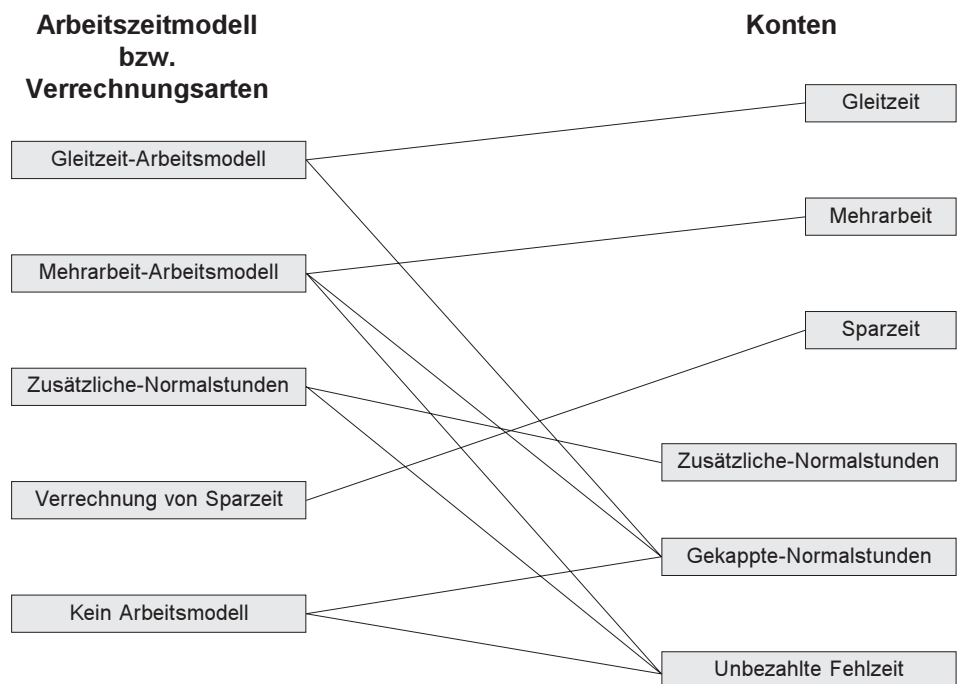 Arbeitszeitmodell
bzw.
Verrechnungsarten
Konten
Gleitzeit
Gleitzeit-Arbeitsmodell
Mehrarbeit
Mehrarbeit-Arbeitsmodell
Sparzeit
Zusätzliche-Normalstunden
Zusätzliche-Normalstunden
Verrechnung von Sparzeit
Gekappte-Normalstunden
Kein Arbeitsmodell
Unbezahlte Fehlzeit